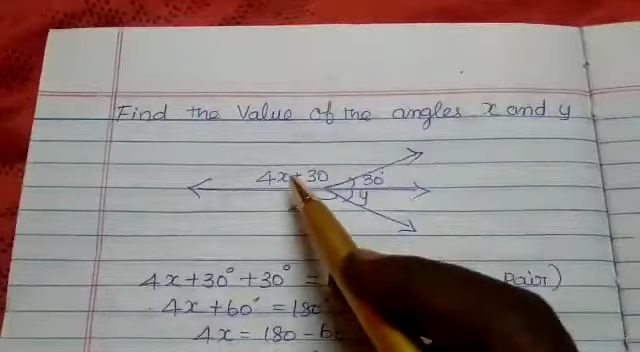 Find the Value of the angles x and y
4x+30 30°
y
4x+30°+30° = pair)
4x+60° = 180°
4x = 180-60